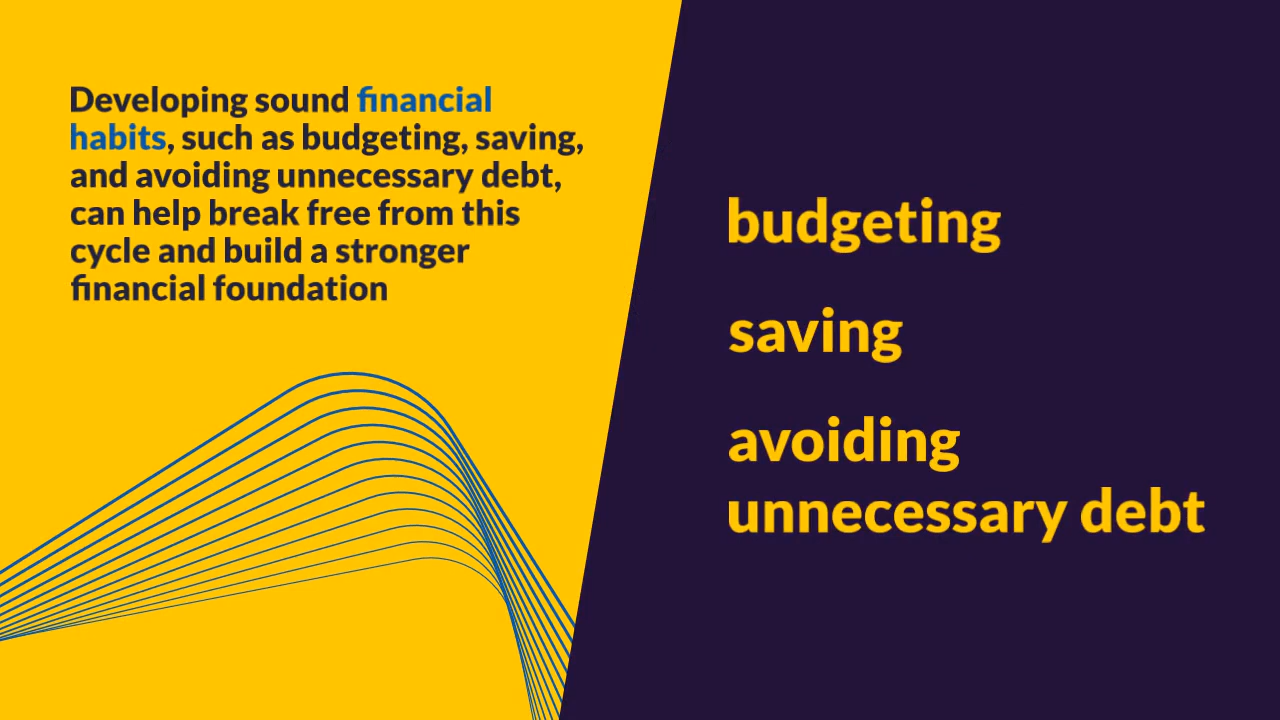 Developing sound financial
habits, such as budgeting, saving,
and avoiding unnecessary debt,
can help break free from this
cycle and build a stronger
financial foundation
budgeting
saving
avoiding
unnecessary debt